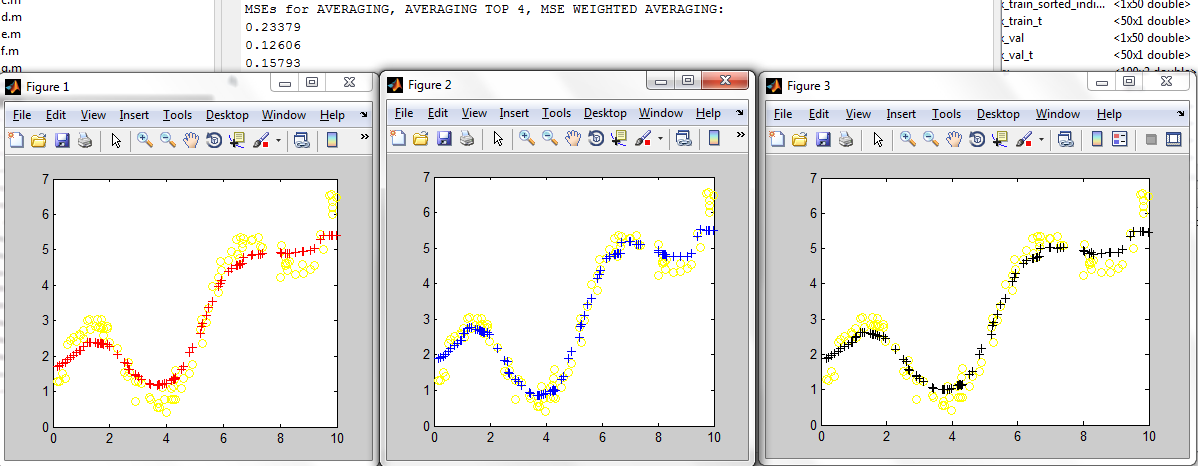 c.m
d.m
e.m
f.m
g.m
MSEs for AVERAGING, AVERAGING TOP 4, MSE WEIGHTED AVERAGING:
0.23379
0.12606
0.15793
x_train_sorted_indi... <1x50 double>
x_train_t <50x1 double>
x_val <1x50 double>
x_val_t <50x1 double>
<100x2 double>
Figure 1
File Edit View Insert Tools Desktop Window Help
7
6
5
4
3
2
1
0
0 2 4 6 8 10
Figure 2
File Edit View Insert Tools Desktop Window Help
7
6
5
4
3
2
1
0
0 2 4 6 8 10
Figure 3
File Edit View Insert Tools Desktop Window Help
7
6
5
4
3
2
1
0
0 2 4 6 8 10